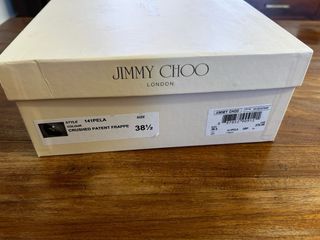 JIMMY CHOO
LONDON
STYLE 141PELA
COLOUR
CRUSHED PATENT FRAPPE
SIZE
38½
JIMMY CHOO